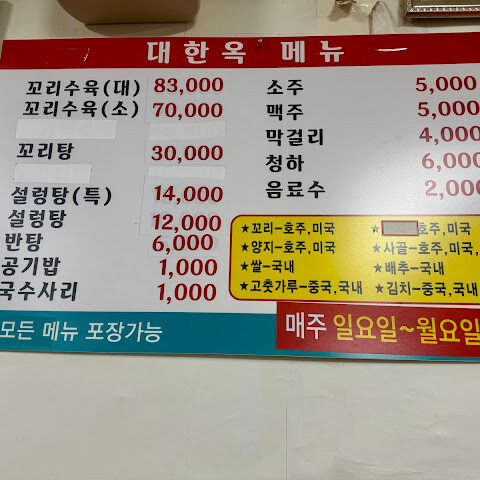 대한옥 메뉴
꼬리수육(대) 83,000
꼬리수육(소) 70,000
꼬리탕 30,000
설렁탕(특) 14,000
설렁탕 12,000
반탕 6,000
공기밥 1,000
국수사리 1,000
소주 5,000
맥주 5,000
막걸리 4,000
청하 6,000
음료수 2,000
★꼬리-호주,미국
★양지-호주,미국
★쌀-국내
★고춧가루-중국,국내
★ 호주,미국
★사골-호주,미국,
★배추-국내
★김치-중국,국내
모든 메뉴 포장가능
매주 일요일~월요일